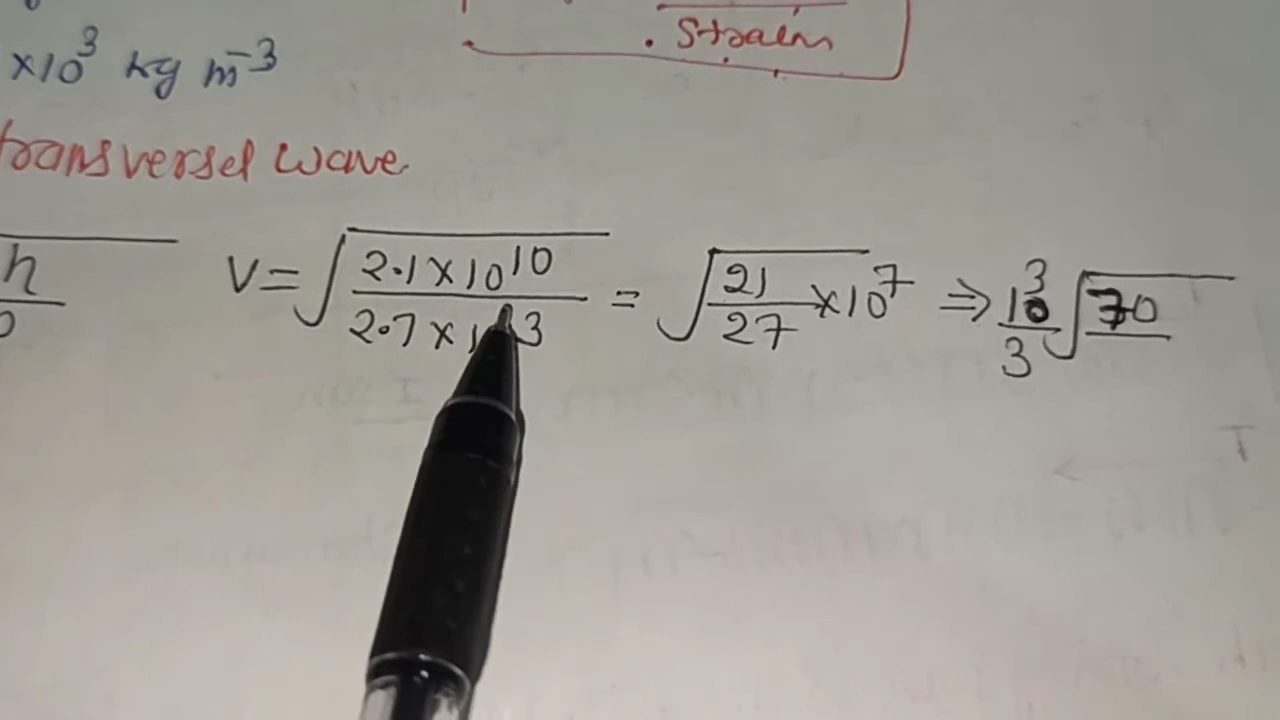 Strain
×10³ kg m⁻³
transversel wave
h V = √(2.1×10¹⁰ / 2.7×10³) = √(21/27 ×10⁷) ⇒ 10³/3 √70